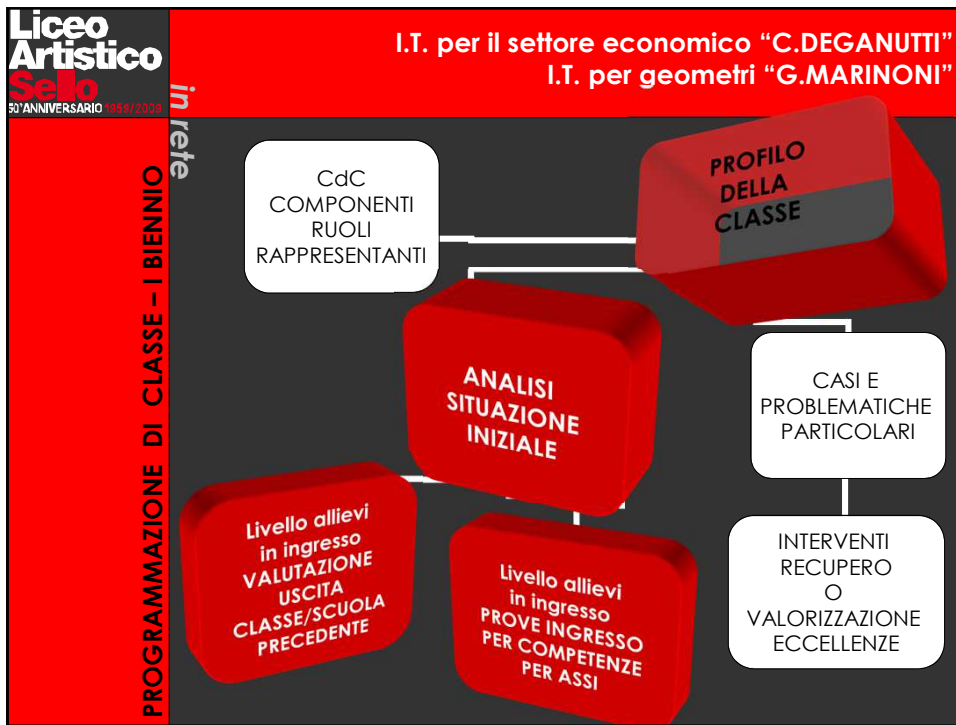 Liceo
Artistico
Sello
50°ANNIVERSARIO 1959/2009
in rete
I.T. per il settore economico “C.DEGANUTTI”
I.T. per geometri “G.MARINONI”
PROGRAMMAZIONE DI CLASSE – I BIENNIO
PROFILO
DELLA
CLASSE
CdC
COMPONENTI
RUOLI
RAPPRESENTANTI
ANALISI
SITUAZIONE
INIZIALE
CASI E
PROBLEMATICHE
PARTICOLARI
Livello allievi
in ingresso
VALUTAZIONE
USCITA
CLASSE/SCUOLA
PRECEDENTE
Livello allievi
in ingresso
PROVE INGRESSO
PER COMPETENZE
PER ASSI
INTERVENTI
RECUPERO
O
VALORIZZAZIONE
ECCELLENZE